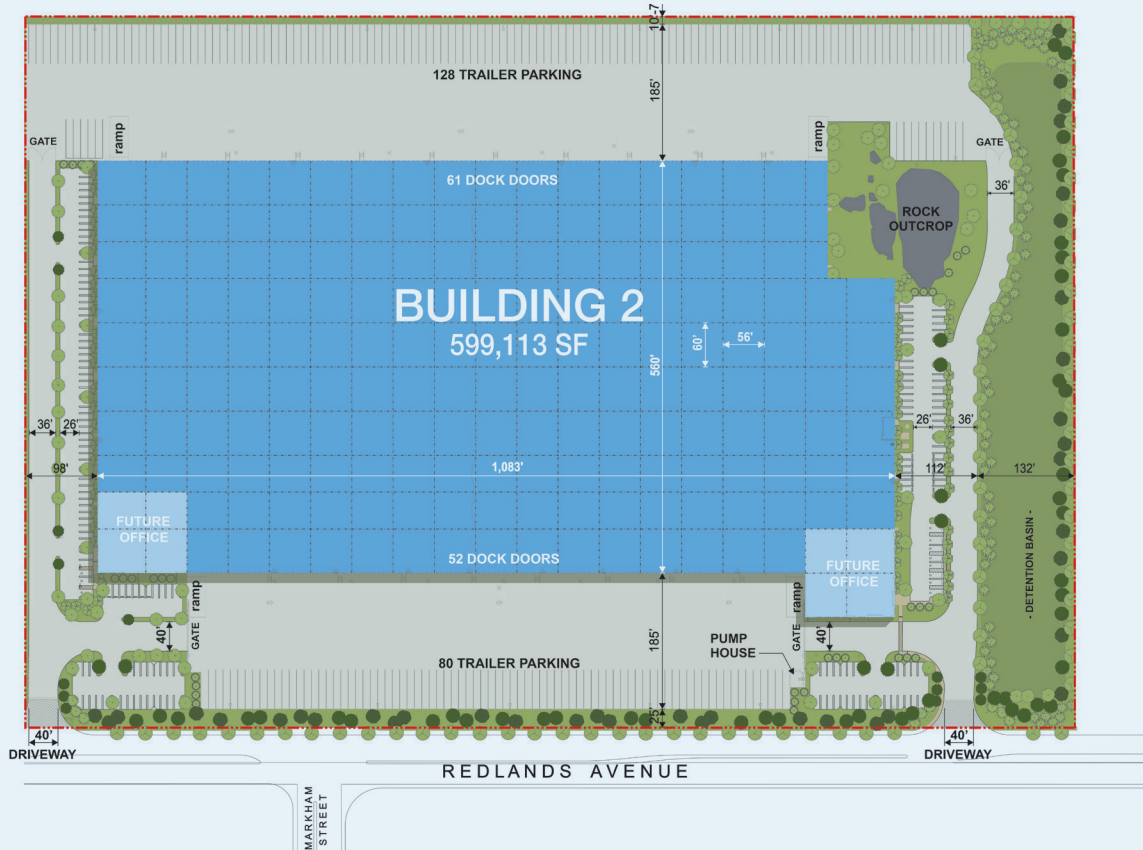 10'-7
128 TRAILER PARKING
185'
GATE
ramp
ramp
GATE
61 DOCK DOORS
36'
ROCK
OUTCROP
BUILDING 2
599,113 SF
60'
56'
560'
36'
26'
26'
36'
98'
1,083'
112'
132'
FUTURE
OFFICE
52 DOCK DOORS
FUTURE
OFFICE
- DETENTION BASIN -
ramp
ramp
40'
GATE
185'
PUMP
HOUSE
GATE
40'
80 TRAILER PARKING
25'
40'
DRIVEWAY
40'
DRIVEWAY
REDLANDS AVENUE
MARKHAM
STREET